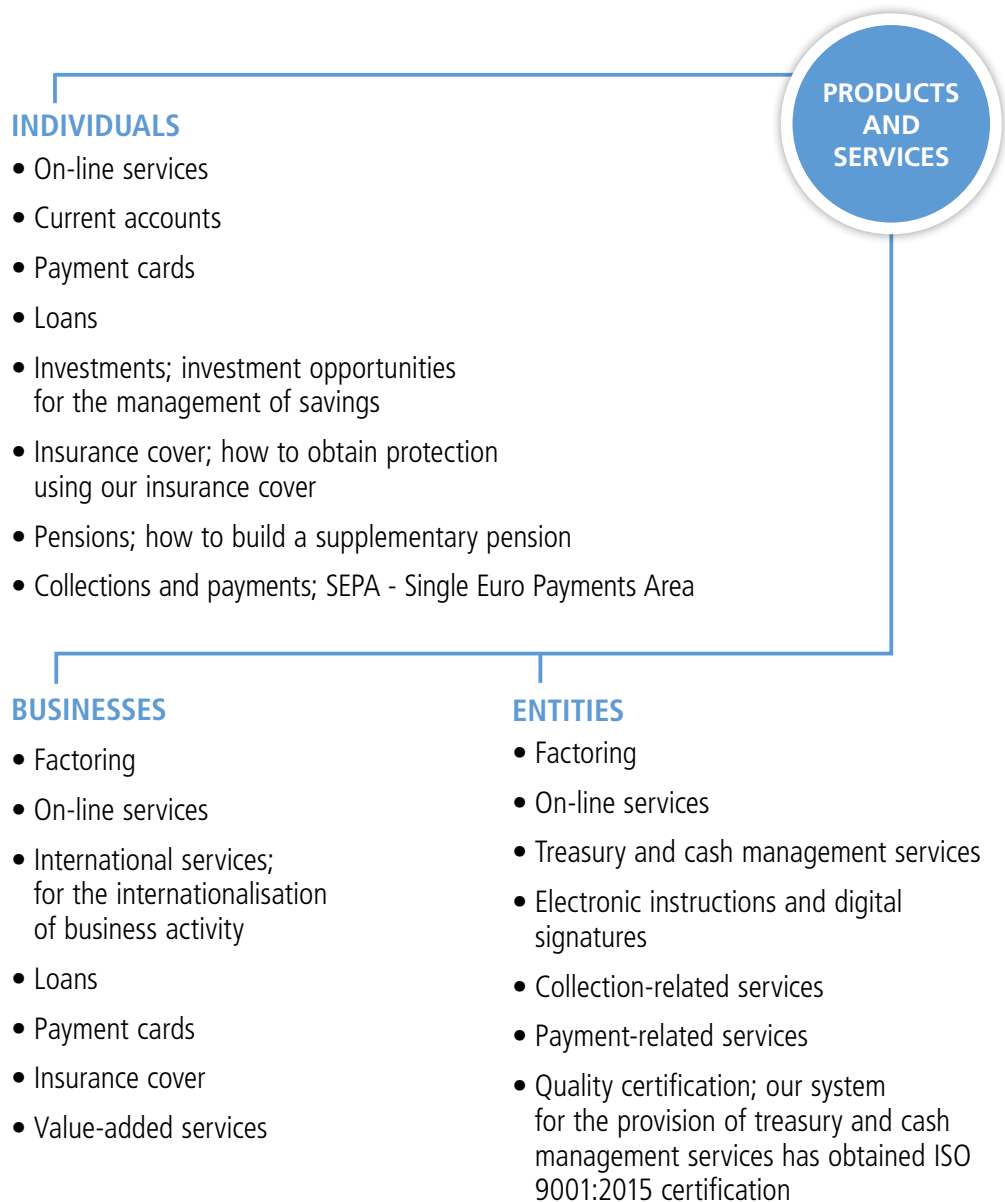 PRODUCTS
AND
SERVICES
INDIVIDUALS
• On-line services
• Current accounts
• Payment cards
• Loans
• Investments; investment opportunities
for the management of savings
• Insurance cover; how to obtain protection
using our insurance cover
• Pensions; how to build a supplementary pension
• Collections and payments; SEPA - Single Euro Payments Area
BUSINESSES
• Factoring
• On-line services
• International services;
for the internationalisation
of business activity
• Loans
• Payment cards
• Insurance cover
• Value-added services
ENTITIES
• Factoring
• On-line services
• Treasury and cash management services
• Electronic instructions and digital
signatures
• Collection-related services
• Payment-related services
• Quality certification; our system
for the provision of treasury and cash
management services has obtained ISO
9001:2015 certification